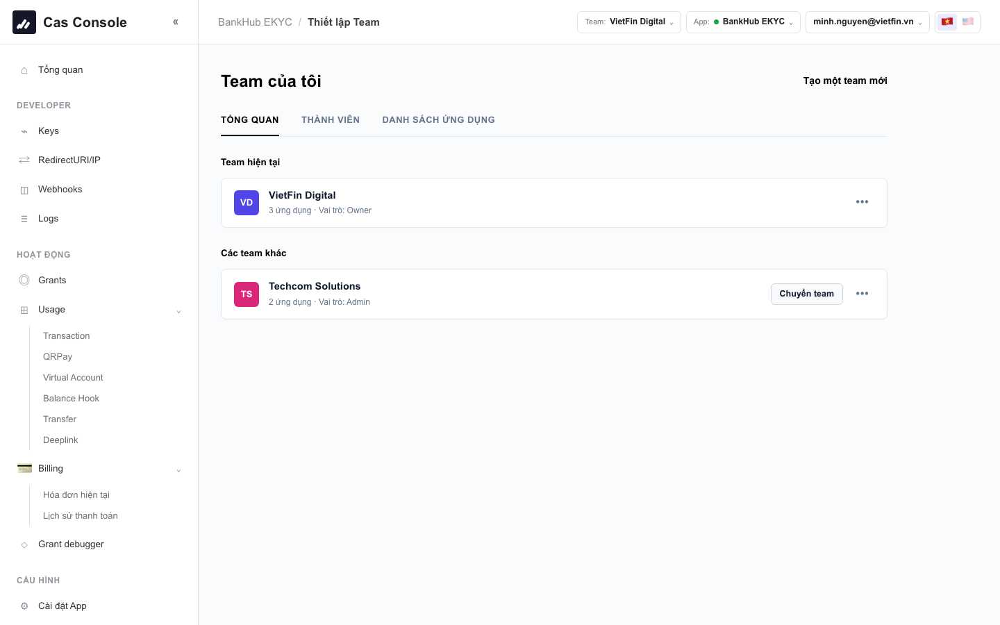 Cas Console «
BankHub EKYC / Thiết lập Team
Team: VietFin Digital
App: BankHub EKYC
minh.nguyen@vietfin.vn
Tổng quan
DEVELOPER
Keys
RedirectURI/IP
Webhooks
Logs
HOẠT ĐỘNG
Grants
Usage
Transaction
QRPay
Virtual Account
Balance Hook
Transfer
Deeplink
Billing
Hóa đơn hiện tại
Lịch sử thanh toán
Grant debugger
CẤU HÌNH
Cài đặt App
Team của tôi
Tạo một team mới
TỔNG QUAN THÀNH VIÊN DANH SÁCH ỨNG DỤNG
Team hiện tại
VD
VietFin Digital
3 ứng dụng · Vai trò: Owner
•••
Các team khác
TS
Techcom Solutions
2 ứng dụng · Vai trò: Admin
Chuyển team
•••